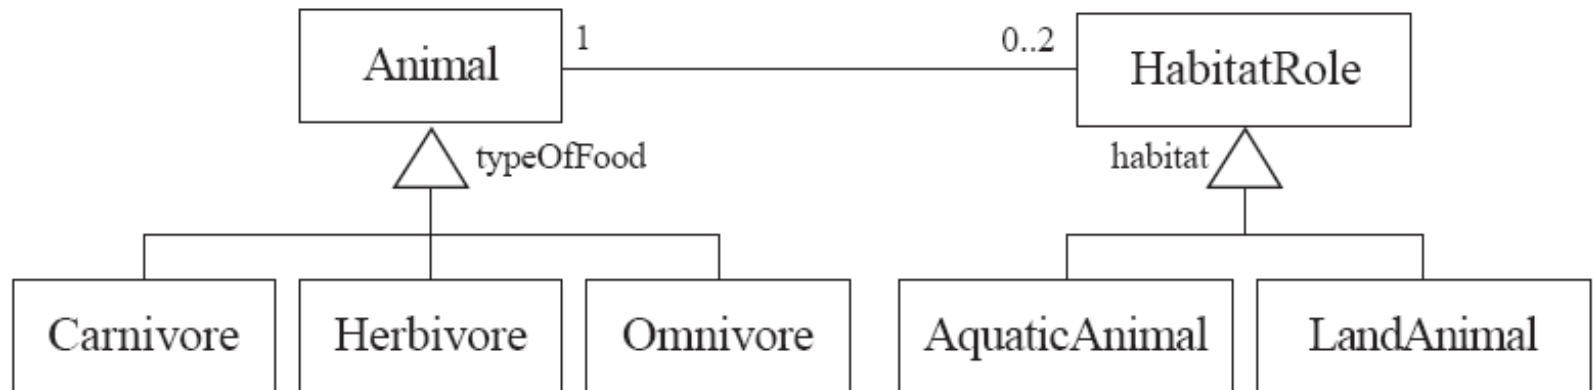 Animal
1
0..2
HabitatRole
typeOfFood
habitat
Carnivore
Herbivore
Omnivore
AquaticAnimal
LandAnimal